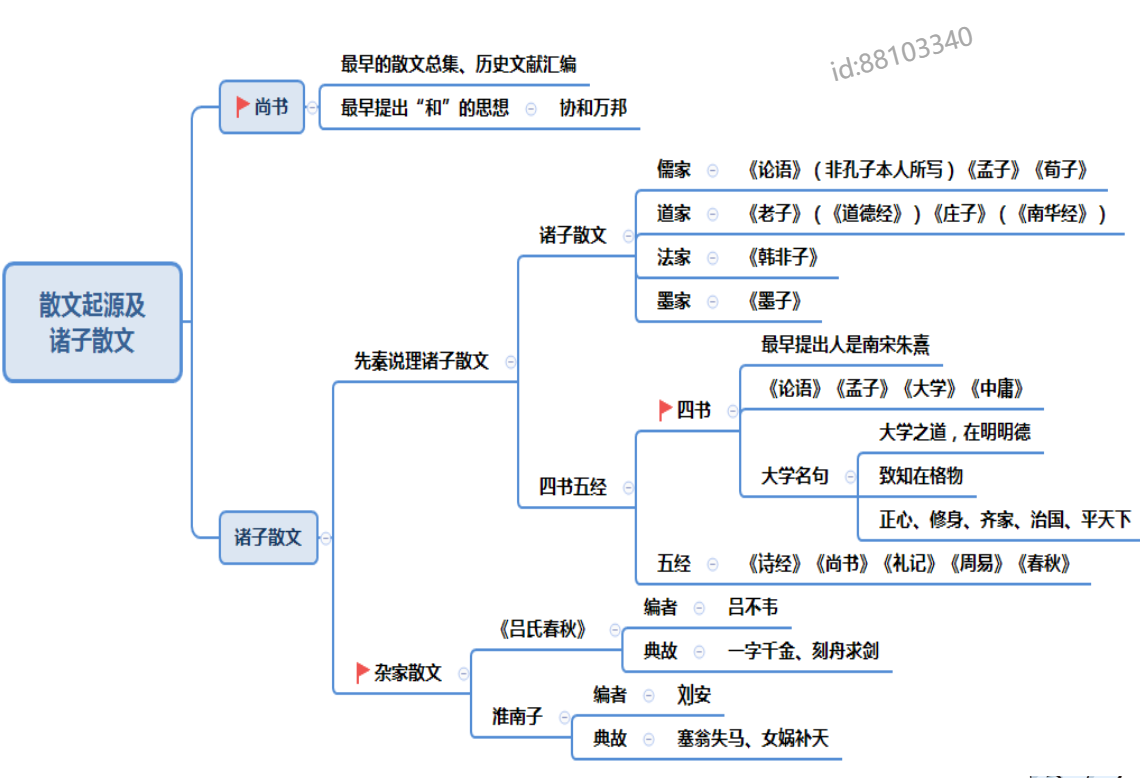 id:88103340
最早的散文总集、历史文献汇编
尚书
最早提出“和”的思想
协和万邦
儒家
《论语》(非孔子本人所写)《孟子》《荀子》
道家
《老子》(《道德经》)《庄子》(《南华经》)
诸子散文
法家
《韩非子》
墨家
《墨子》
散文起源及
诸子散文
先秦说理诸子散文
最早提出人是南宋朱熹
四书
《论语》《孟子》《大学》《中庸》
大学之道,在明明德
大学名句
致知在格物
正心、修身、齐家、治国、平天下
四书五经
五经
《诗经》《尚书》《礼记》《周易》《春秋》
诸子散文
编者
吕不韦
《吕氏春秋》
典故
一字千金、刻舟求剑
杂家散文
编者
刘安
淮南子
典故
塞翁失马、女娲补天